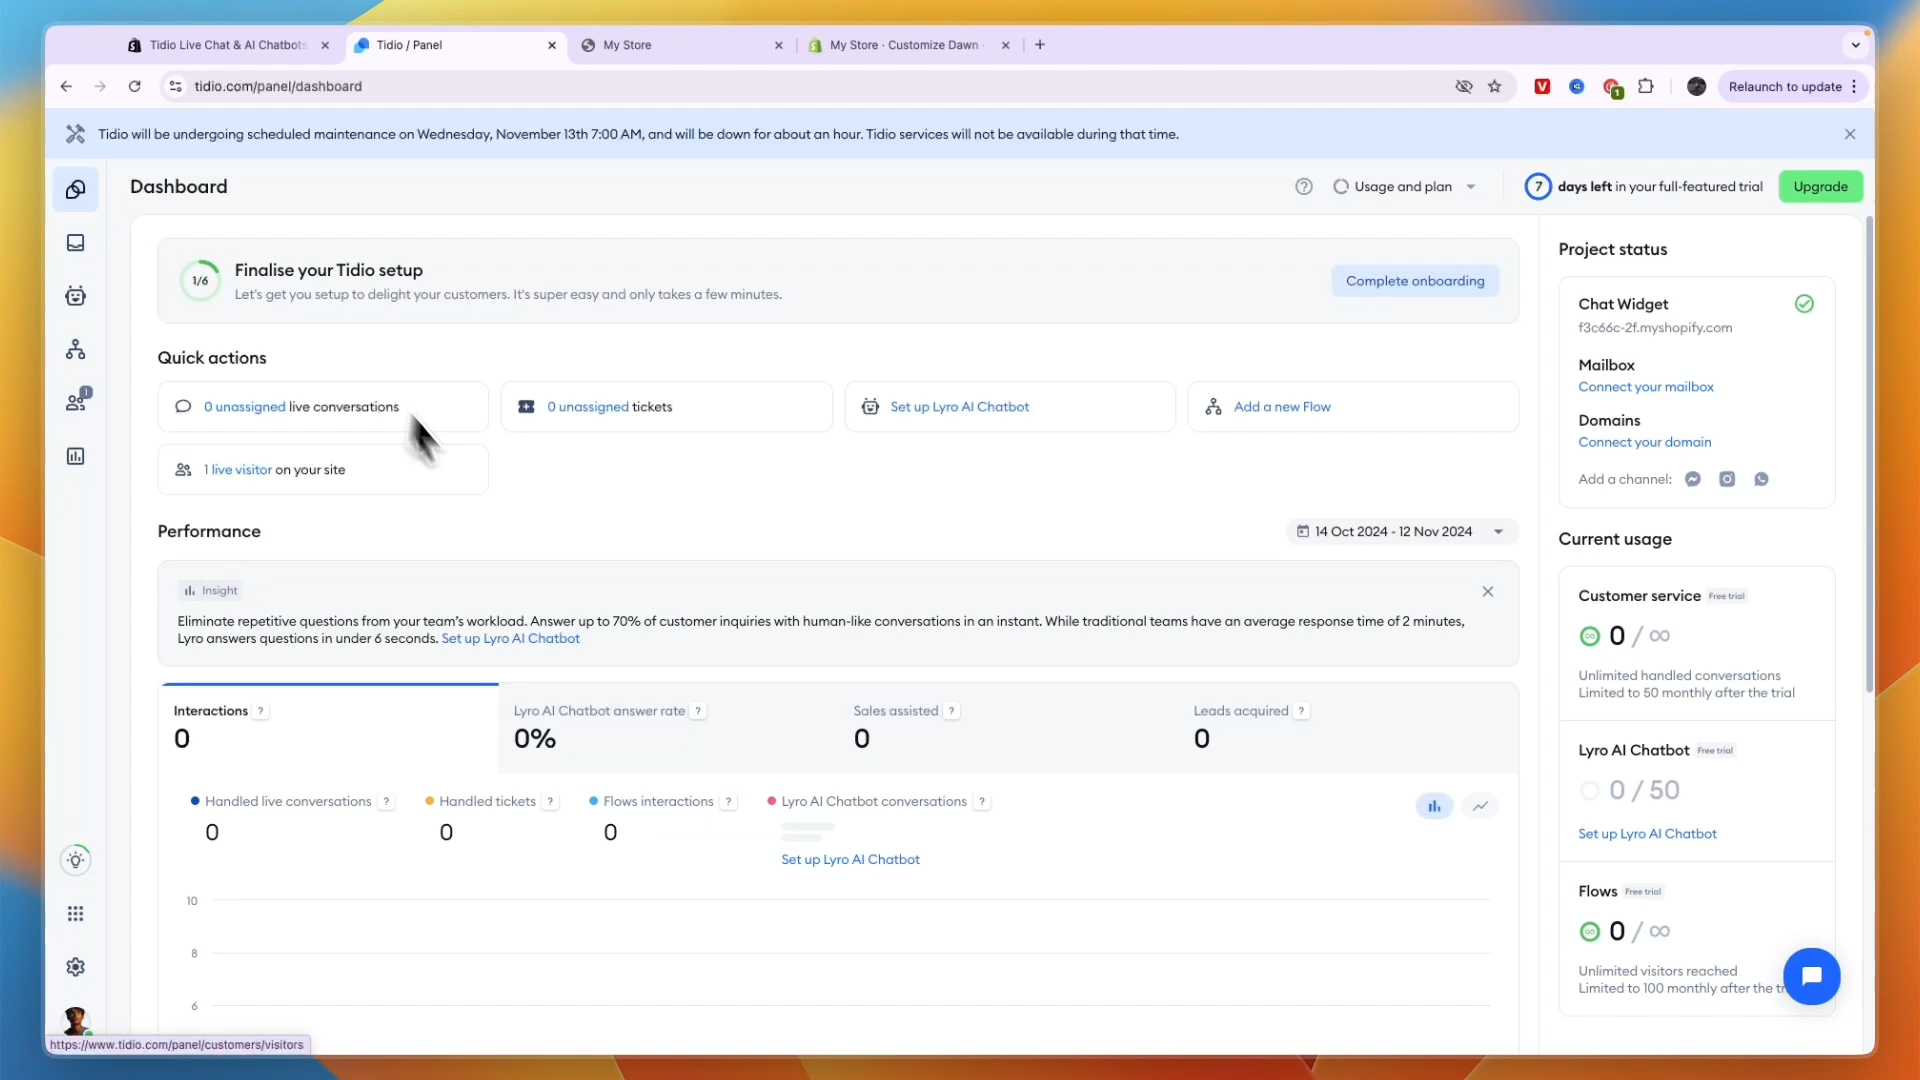 Tidio Live Chat & AI Chatbots
Tidio / Panel
My Store
My Store · Customize Dawn
tidio.com/panel/dashboard
1
Relaunch to update
Tidio will be undergoing scheduled maintenance on Wednesday, November 13th 7:00 AM, and will be down for about an hour. Tidio services will not be available during that time.
Dashboard
Usage and plan
7 days left in your full-featured trial
Upgrade
1/6
Finalise your Tidio setup
Let's get you setup to delight your customers. It's super easy and only takes a few minutes.
Complete onboarding
Quick actions
0 unassigned live conversations
0 unassigned tickets
Set up Lyro AI Chatbot
Add a new Flow
1 live visitor on your site
1
Performance
14 Oct 2024 - 12 Nov 2024
Insight
Eliminate repetitive questions from your team's workload. Answer up to 70% of customer inquiries with human-like conversations in an instant. While traditional teams have an average response time of 2 minutes,
Lyro answers questions in under 6 seconds. Set up Lyro AI Chatbot
Interactions ?
0
Lyro AI Chatbot answer rate ?
0%
Sales assisted ?
0
Leads acquired ?
0
Handled live conversations ?
0
Handled tickets ?
0
Flows interactions ?
0
Lyro AI Chatbot conversations ?
Set up Lyro AI Chatbot
10
8
6
Project status
Chat Widget
f3c66c-2f.myshopify.com
Mailbox
Connect your mailbox
Domains
Connect your domain
Add a channel:
Current usage
Customer service Free trial
0 / ∞
Unlimited handled conversations
Limited to 50 monthly after the trial
Lyro AI Chatbot Free trial
0 / 50
Set up Lyro AI Chatbot
Flows Free trial
0 / ∞
Unlimited visitors reached
Limited to 100 monthly after the
https://www.tidio.com/panel/customers/visitors